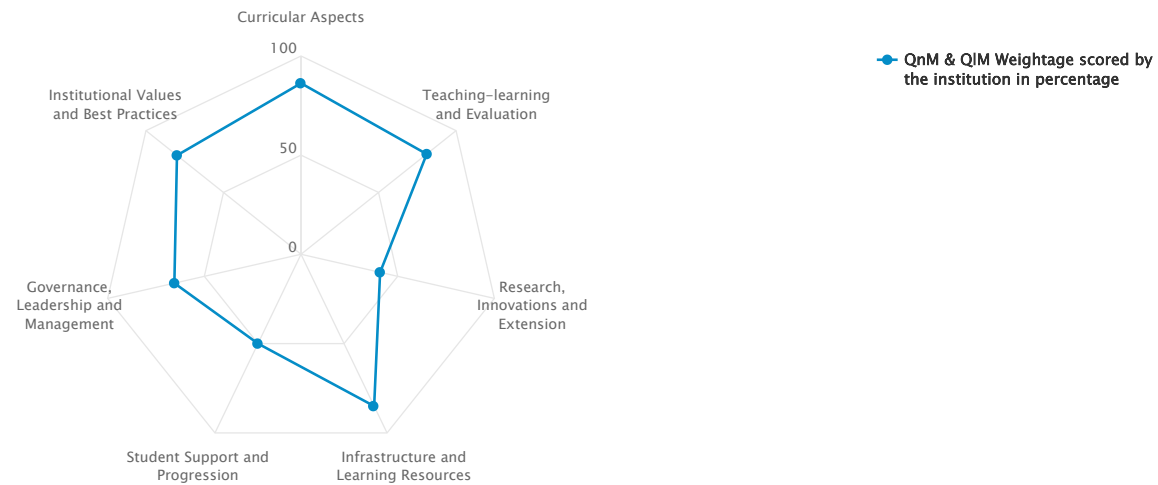 Curricular Aspects
100
Institutional Values
and Best Practices
Teaching-learning
and Evaluation
50
0
Governance,
Leadership and
Management
Research,
Innovations and
Extension
Student Support and
Progression
Infrastructure and
Learning Resources
QnM & QlM Weightage scored by
the institution in percentage